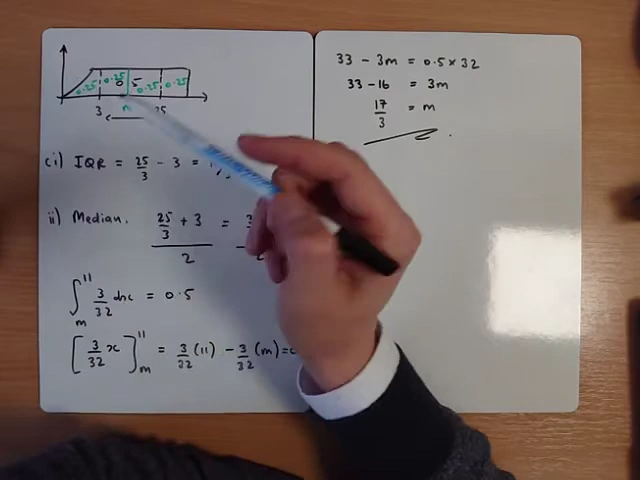 0.25 0.25 0 5 0.25 0.25
3 m 25
(i) IQR = 25/3 - 3 =
ii) Median. (25/3 + 3)/2 =
∫ₘ¹¹ 3/32 dx = 0.5
[3/32 x]ₘ¹¹ = 3/32 (11) - 3/32 (m) =
33 - 3m = 0.5 x 32
33 - 16 = 3m
17/3 = m